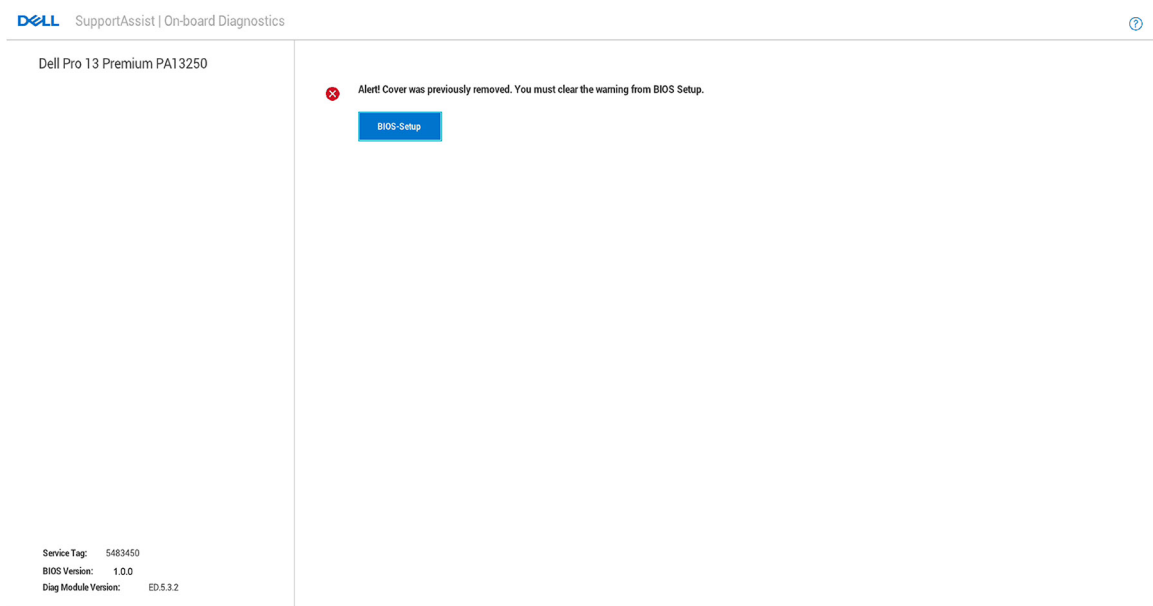 DELL SupportAssist | On-board Diagnostics
?
Dell Pro 13 Premium PA13250
Alert! Cover was previously removed. You must clear the warning from BIOS Setup.
BIOS-Setup
Service Tag: 5483450
BIOS Version: 1.0.0
Diag Module Version: ED.5.3.2